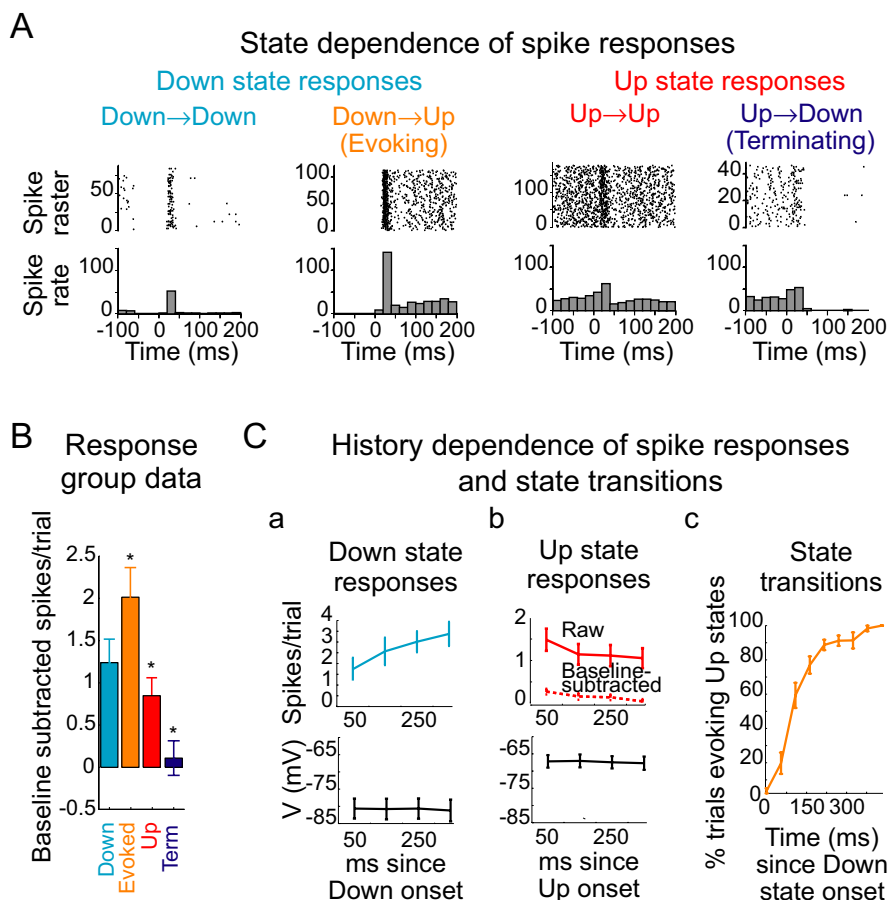 A
State dependence of spike responses
Down state responses
Up state responses
Down→Down
Down→Up
(Evoking)
Up→Up
Up→Down
(Terminating)
Spike
raster
50
0
100
50
0
100
0
40
20
0
Spike
rate
100
0
100
0
100
0
100
0
-100 0 100 200
-100 0 100 200
-100 0 100 200
-100 0 100 200
Time (ms)
Time (ms)
Time (ms)
Time (ms)
B
Response
group data
Baseline subtracted spikes/trial
2.5
2
1.5
1
0.5
0
-0.5
*
*
*
Down
Evoked
Up
Term
C
History dependence of spike responses
and state transitions
a
Down state
responses
Spikes/trial
4
3
2
1
0
50 250
V (mV)
-65
-75
-85
50 250
ms since
Down onset
b
Up state
responses
2
1
0
Raw
Baseline-
subtracted
50 250
-65
-75
-85
50 250
ms since
Up onset
c
State
transitions
% trials evoking Up states
100
80
60
40
20
0
0 150 300
Time (ms)
since Down
state onset